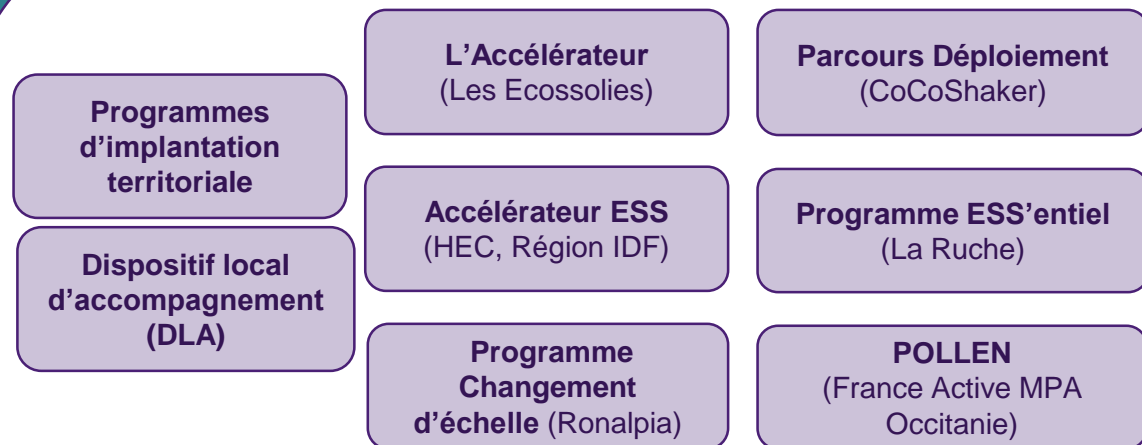 Programmes
d'implantation
territoriale
Dispositif local
d'accompagnement
(DLA)
L'Accélérateur
(Les Ecossolies)
Accélérateur ESS
(HEC, Région IDF)
Programme
Changement
d'échelle (Ronalpia)
Parcours Déploiement
(CoCoShaker)
Programme ESS'entiel
(La Ruche)
POLLEN
(France Active MPA
Occitanie)